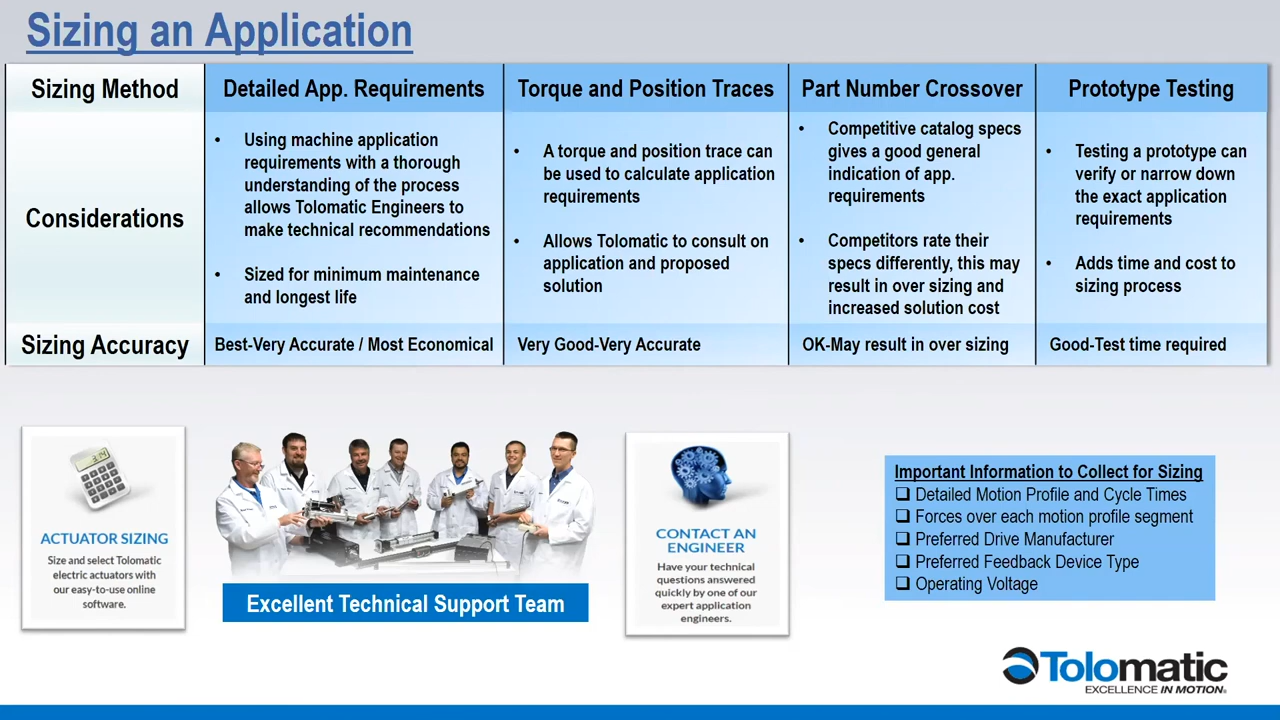 Sizing an Application
Sizing Method
Detailed App. Requirements
Torque and Position Traces
Part Number Crossover
Prototype Testing
Considerations
• Using machine application
requirements with a thorough
understanding of the process
allows Tolomatic Engineers to
make technical recommendations
• Sized for minimum maintenance
and longest life
• A torque and position trace can
be used to calculate application
requirements
• Allows Tolomatic to consult on
application and proposed
solution
• Competitive catalog specs
gives a good general
indication of app.
requirements
• Competitors rate their
specs differently, this may
result in over sizing and
increased solution cost
• Testing a prototype can
verify or narrow down
the exact application
requirements
• Adds time and cost to
sizing process
Sizing Accuracy
Best-Very Accurate / Most Economical
Very Good-Very Accurate
OK-May result in over sizing
Good-Test time required
ACTUATOR SIZING
Size and select Tolomatic
electric actuators with
our easy-to-use online
software.
Excellent Technical Support Team
CONTACT AN
ENGINEER
Have your technical
questions answered
quickly by one of our
expert application
engineers.
Important Information to Collect for Sizing
❑ Detailed Motion Profile and Cycle Times
❑ Forces over each motion profile segment
❑ Preferred Drive Manufacturer
❑ Preferred Feedback Device Type
❑ Operating Voltage
Tolomatic
EXCELLENCE IN MOTION